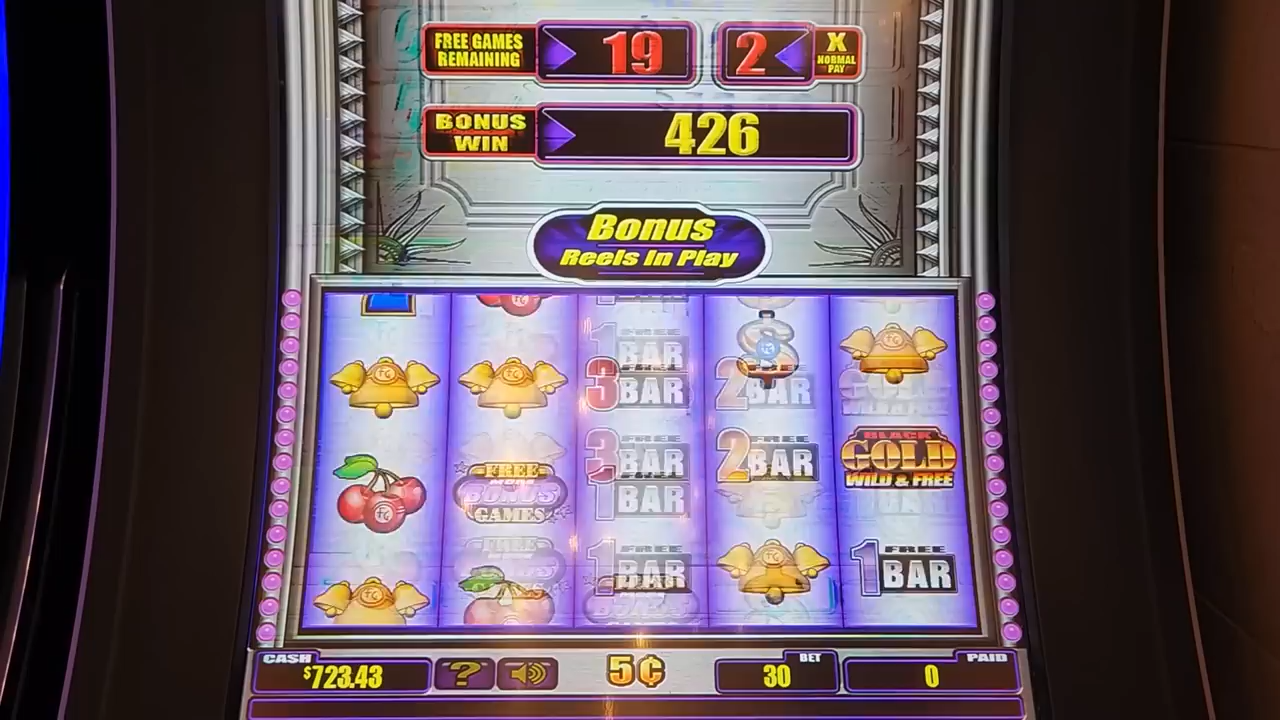 FREE GAMES
REMAINING
19
2
X
NORMAL
PAY
BONUS
WIN
426
Bonus
Reels In Play
FREE
1 BAR
3 BAR
2 BAR
FREE
3 BAR
1 BAR
FREE
2 BAR
BLACK
GOLD
WILD & FREE
FREE
BONUS
GAMES
FREE
1 BAR
FREE
1 BAR
CASH
$723.43
?
5¢
BET
30
PAID
0